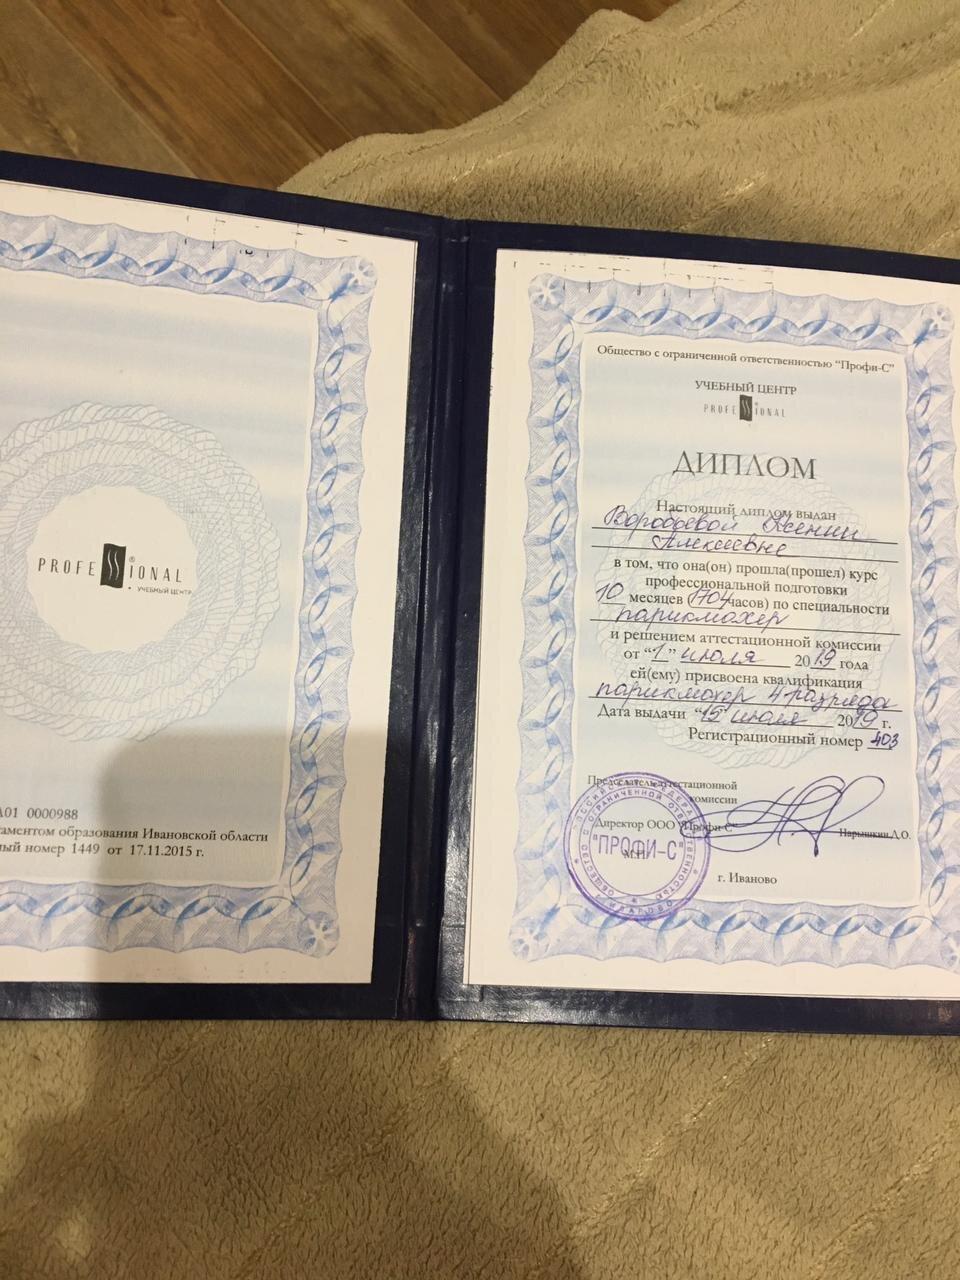 PROFESSIONAL®
УЧЕБНЫЙ ЦЕНТР
Л01 0000988
аментом образования Ивановской области
ный номер 1449 от 17.11.2015 г.
Общество с ограниченной ответственностью "Профи-С"
УЧЕБНЫЙ ЦЕНТР
PROFESSIONAL®
ДИПЛОМ
Настоящий диплом выдан
Воробьевой Ксении
Алексеевне
в том, что она(он) прошла(прошел) курс
профессиональной подготовки
10 месяцев (1704 часов) по специальности
парикмахер
и решением аттестационной комиссии
от "1" июля 2019 года
ей(ему) присвоена квалификация
парикмахер 4 разряда
Дата выдачи "15" июля 2019 г.
Регистрационный номер 403
Председатель аттестационной
комиссии
Директор ООО "Профи-С"
Нарышкин Д.О.
М.П.
"ПРОФИ-С"
г. Иваново